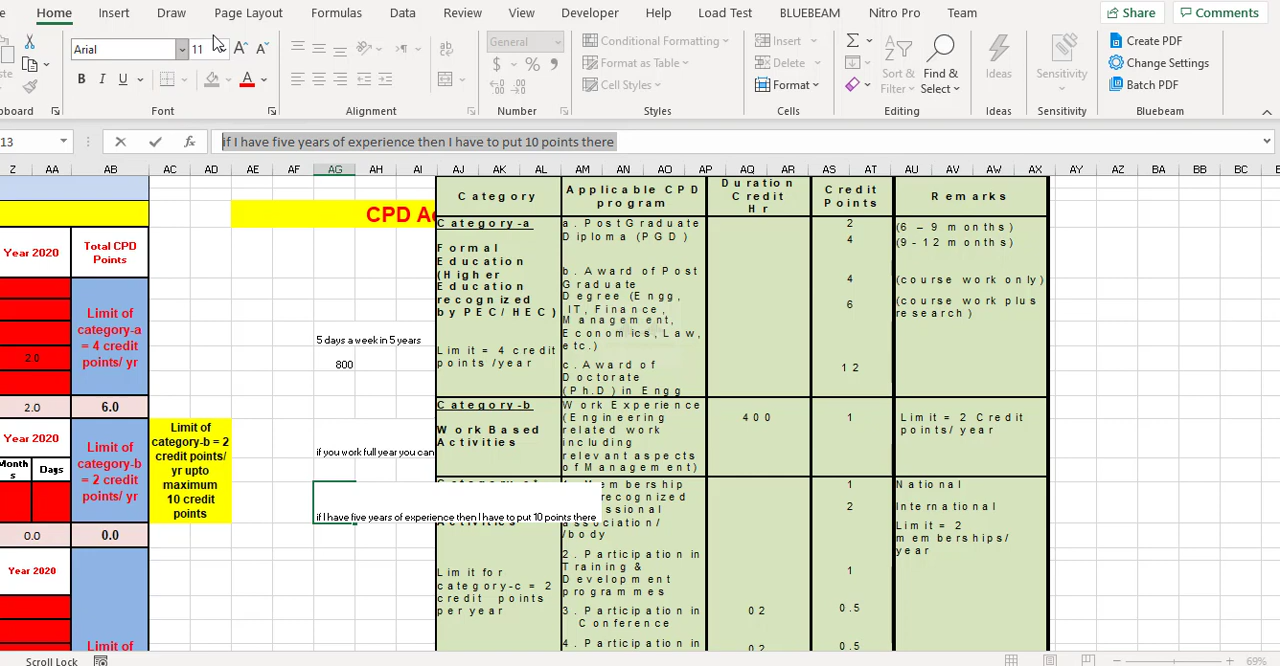 Home Insert Draw Page Layout Formulas Data Review View Developer Help Load Test BLUEBEAM Nitro Pro Team Share Comments
Arial 11 A A General Conditional Formatting Insert Create PDF
B I U A Format as Table Delete Sort & Filter Find & Select Ideas Sensitivity Change Settings
Cell Styles Format Batch PDF
Font Alignment Number Styles Cells Editing Ideas Sensitivity Bluebeam
13 fx if I have five years of experience then I have to put 10 points there
Z AA AB AC AD AE AF AG AH AI AJ AK AL AM AN AO AP AQ AR AS AT AU AV AW AX AY AZ BA BB BC
Year 2020
Total CPD
Points
Limit of
category-a
= 4 credit
points/ yr
2.0
2.0 6.0
Year 2020
Months Days
Limit of
category-b
= 2 credit
points/ yr
0.0 0.0
Year 2020
Limit of
Limit of
category-b = 2
credit points/
yr upto
maximum
10 credit
points
5 days a week in 5 years
800
if you work full year you can
if I have five years of experience then I have to put 10 points there
Category
Applicable CPD
program
Duration
Credit
Hr
Credit
Points
Remarks
Category-a
Formal
Education
(Higher
Education
recognized
by PEC/ HEC)
Limit= 4 credit
points /year
a. Post Graduate
Diploma (PGD)
b. Award of Post
Graduate
Degree (Engg,
IT, Finance,
Management,
Economics, Law,
etc.)
c. Award of
Doctorate
(Ph.D) in Engg
2
4
4
6
12
(6 – 9 months)
(9-12 months)
(course work only)
(course work plus
research)
Category-b
Work Based
Activities
Work Experience
(Engineering
related work
including
relevant aspects
of Management)
400
1
Limit= 2 Credit
points/ year
Limit for
category-c = 2
credit points
per year
/body
2. Participation in
Training &
Development
programmes
3. Participation in
Conference
4. Participation in
02
02
1
2
1
0.5
0.5
National
International
Limit= 2
memberships/
year
Scroll Lock 69%